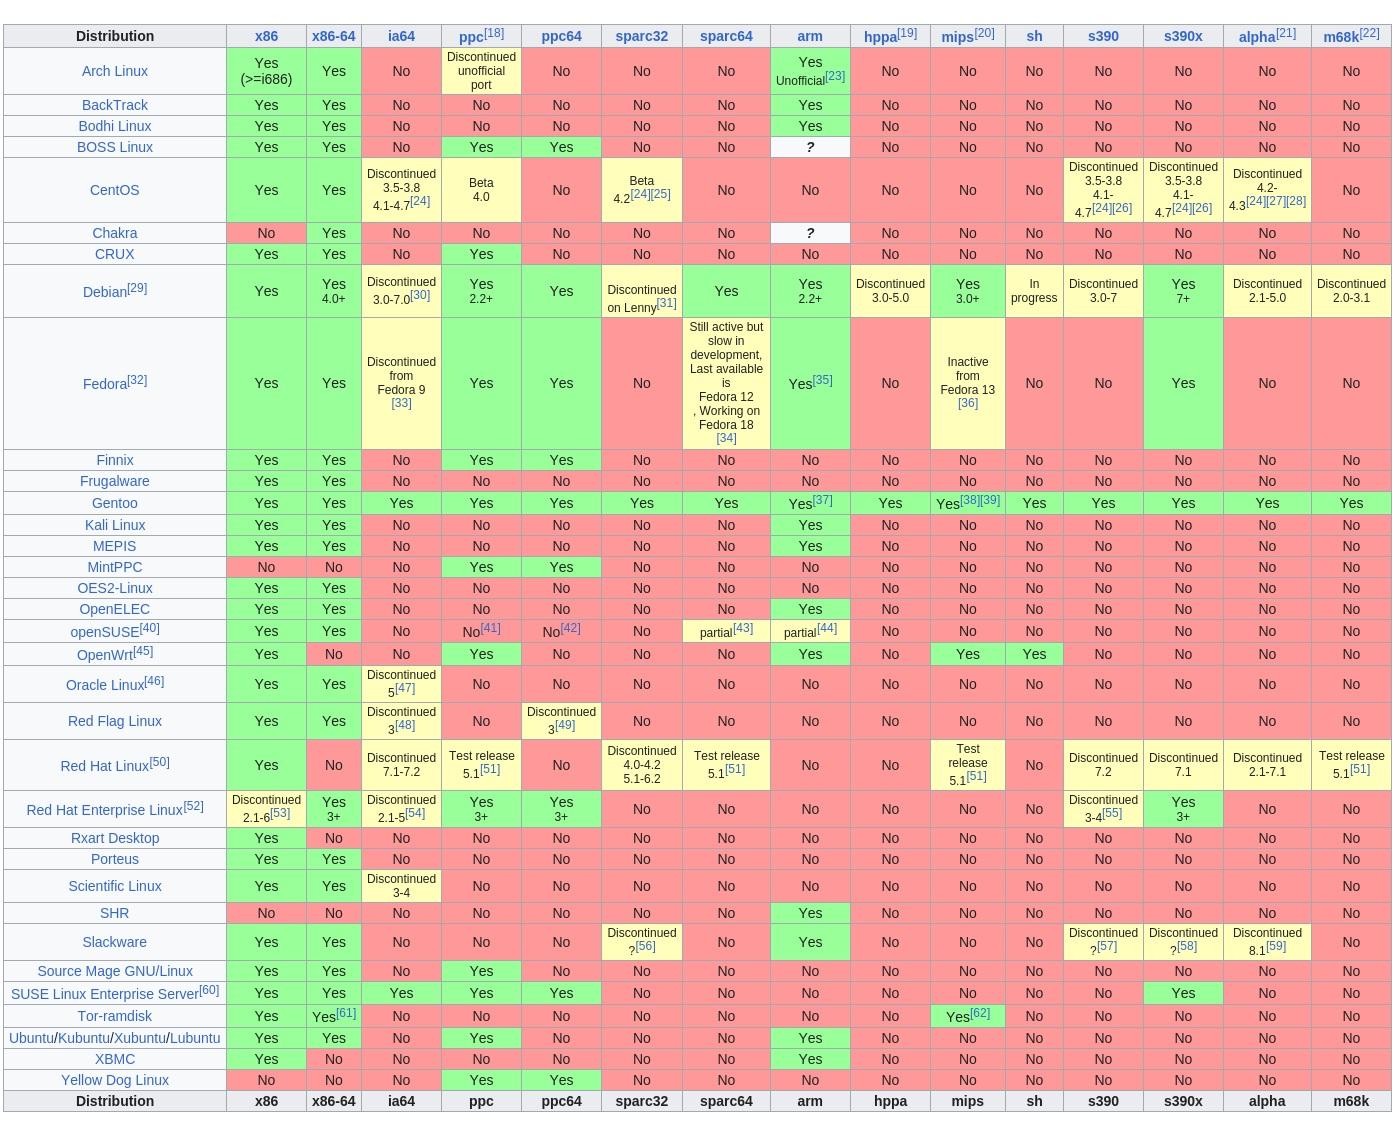 Distribution x86 x86-64 ia64 ppc[18] ppc64 sparc32 sparc64 arm hppa[19] mips[20] sh s390 s390x alpha[21] m68k[22]
Arch Linux Yes (>=i686) Yes No Discontinued unofficial port No No No Yes Unofficial[23] No No No No No No No
BackTrack Yes Yes No No No No No Yes No No No No No No No
Bodhi Linux Yes Yes No No No No No Yes No No No No No No No
BOSS Linux Yes Yes No Yes Yes No No ? No No No No No No No
CentOS Yes Yes Discontinued 3.5-3.8 4.1-4.7[24] Beta 4.0 No Beta 4.2[24][25] No No No No No Discontinued 3.5-3.8 4.1-4.7[24][26] Discontinued 3.5-3.8 4.1-4.7[24][26] Discontinued 4.2-4.3[24][27][28] No
Chakra No Yes No No No No No ? No No No No No No No
CRUX Yes Yes No Yes No No No No No No No No No No No
Debian[29] Yes Yes 4.0+ Discontinued 3.0-7.0[30] Yes 2.2+ Yes Discontinued on Lenny[31] Yes Yes 2.2+ Discontinued 3.0-5.0 Yes 3.0+ In progress Discontinued 3.0-7 Yes 7+ Discontinued 2.1-5.0 Discontinued 2.0-3.1
Fedora[32] Yes Yes Discontinued from Fedora 9 [33] Yes Yes No Still active but slow in development, Last available is Fedora 12 , Working on Fedora 18 [34] Yes[35] No Inactive from Fedora 13 [36] No No Yes No No
Finnix Yes Yes No Yes Yes No No No No No No No No No No
Frugalware Yes Yes No No No No No No No No No No No No No
Gentoo Yes Yes Yes Yes Yes Yes Yes Yes[37] Yes Yes[38][39] Yes Yes Yes Yes Yes
Kali Linux Yes Yes No No No No No Yes No No No No No No No
MEPIS Yes Yes No No No No No Yes No No No No No No No
MintPPC No No No Yes Yes No No No No No No No No No No
OES2-Linux Yes Yes No No No No No No No No No No No No No
OpenELEC Yes Yes No No No No No Yes No No No No No No No
openSUSE[40] Yes Yes No No[41] No[42] No partial[43] partial[44] No No No No No No No
OpenWrt[45] Yes No No Yes No No No Yes No Yes Yes No No No No
Oracle Linux[46] Yes Yes Discontinued 5[47] No No No No No No No No No No No No
Red Flag Linux Yes Yes Discontinued 3[48] No Discontinued 3[49] No No No No No No No No No No
Red Hat Linux[50] Yes No Discontinued 7.1-7.2 Test release 5.1[51] No Discontinued 4.0-4.2 5.1-6.2 Test release 5.1[51] No No Test release 5.1[51] No Discontinued 7.2 Discontinued 7.1 Discontinued 2.1-7.1 Test release 5.1[51]
Red Hat Enterprise Linux[52] Discontinued 2.1-6[53] Yes 3+ Discontinued 2.1-5[54] Yes 3+ Yes 3+ No No No No No No Discontinued 3-4[55] Yes 3+ No No
Rxart Desktop Yes No No No No No No No No No No No No No No
Porteus Yes Yes No No No No No No No No No No No No No
Scientific Linux Yes Yes Discontinued 3-4 No No No No No No No No No No No No
SHR No No No No No No No Yes No No No No No No No
Slackware Yes Yes No No No Discontinued ?[56] No Yes No No No Discontinued ?[57] Discontinued ?[58] Discontinued 8.1[59] No
Source Mage GNU/Linux Yes Yes No Yes No No No No No No No No No No No
SUSE Linux Enterprise Server[60] Yes Yes Yes Yes Yes No No No No No No No Yes No No
Tor-ramdisk Yes Yes[61] No No No No No No No Yes[62] No No No No No
Ubuntu/Kubuntu/Xubuntu/Lubuntu Yes Yes No Yes No No No Yes No No No No No No No
XBMC Yes No No No No No No Yes No No No No No No No
Yellow Dog Linux No No No Yes Yes No No No No No No No No No No
Distribution x86 x86-64 ia64 ppc ppc64 sparc32 sparc64 arm hppa mips sh s390 s390x alpha m68k